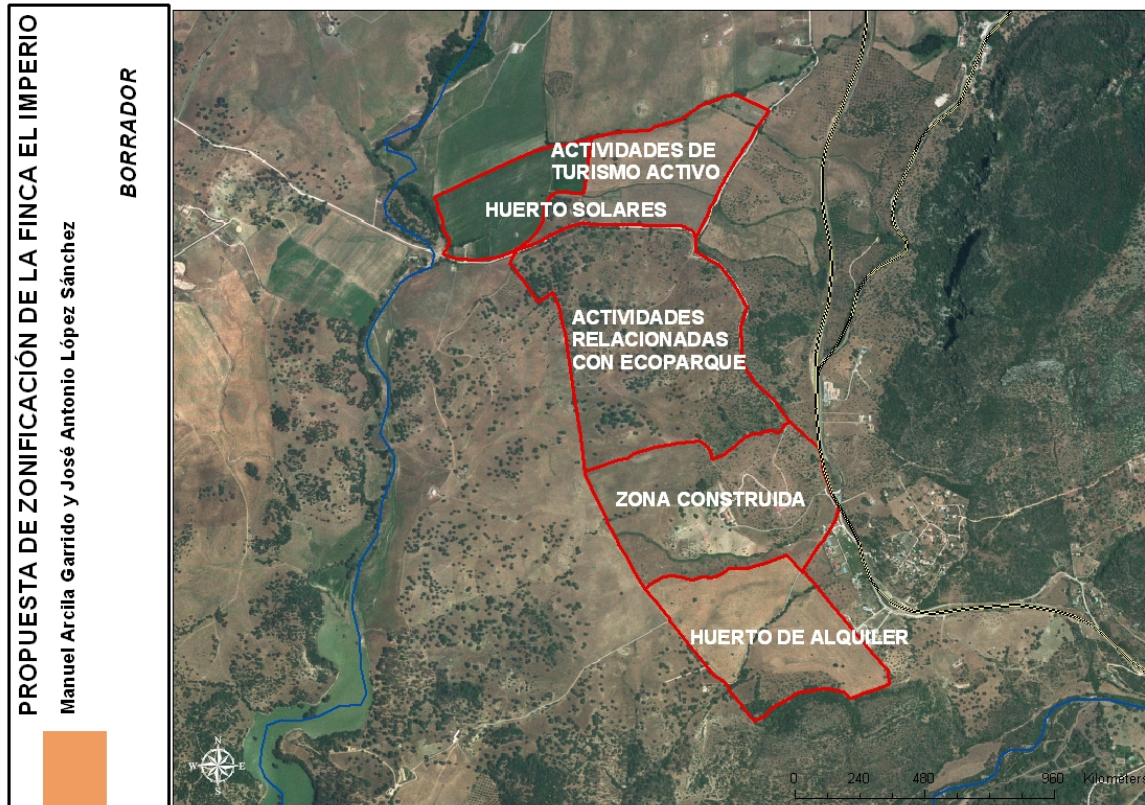 PROPUESTA DE ZONIFICACIÓN DE LA FINCA EL IMPERIO
Manuel Arcila Garrido y José Antonio López Sánchez
BORRADOR
ACTIVIDADES DE
TURISMO ACTIVO
HUERTO SOLARES
ACTIVIDADES
RELACIONADAS
CON ECOPARQUE
ZONA CONSTRUIDA
HUERTO DE ALQUILER
N
W E
S
0 240 480 960 Kilometers